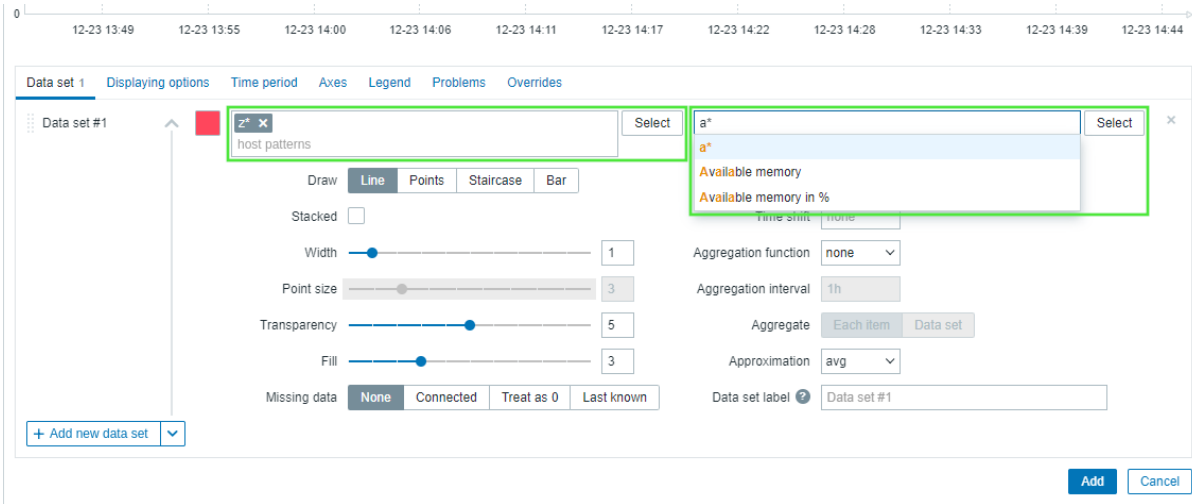 0
12-23 13:49 12-23 13:55 12-23 14:00 12-23 14:06 12-23 14:11 12-23 14:17 12-23 14:22 12-23 14:28 12-23 14:33 12-23 14:39 12-23 14:44
Data set 1 Displaying options Time period Axes Legend Problems Overrides
Data set #1 z* × Select a* Select ×
host patterns
a*
Available memory
Available memory in %
Draw Line Points Staircase Bar
Stacked Time shift none
Width 1 Aggregation function none
Point size 3 Aggregation interval 1h
Transparency 5 Aggregate Each item Data set
Fill 3 Approximation avg
Missing data None Connected Treat as 0 Last known Data set label ? Data set #1
+ Add new data set
Add Cancel